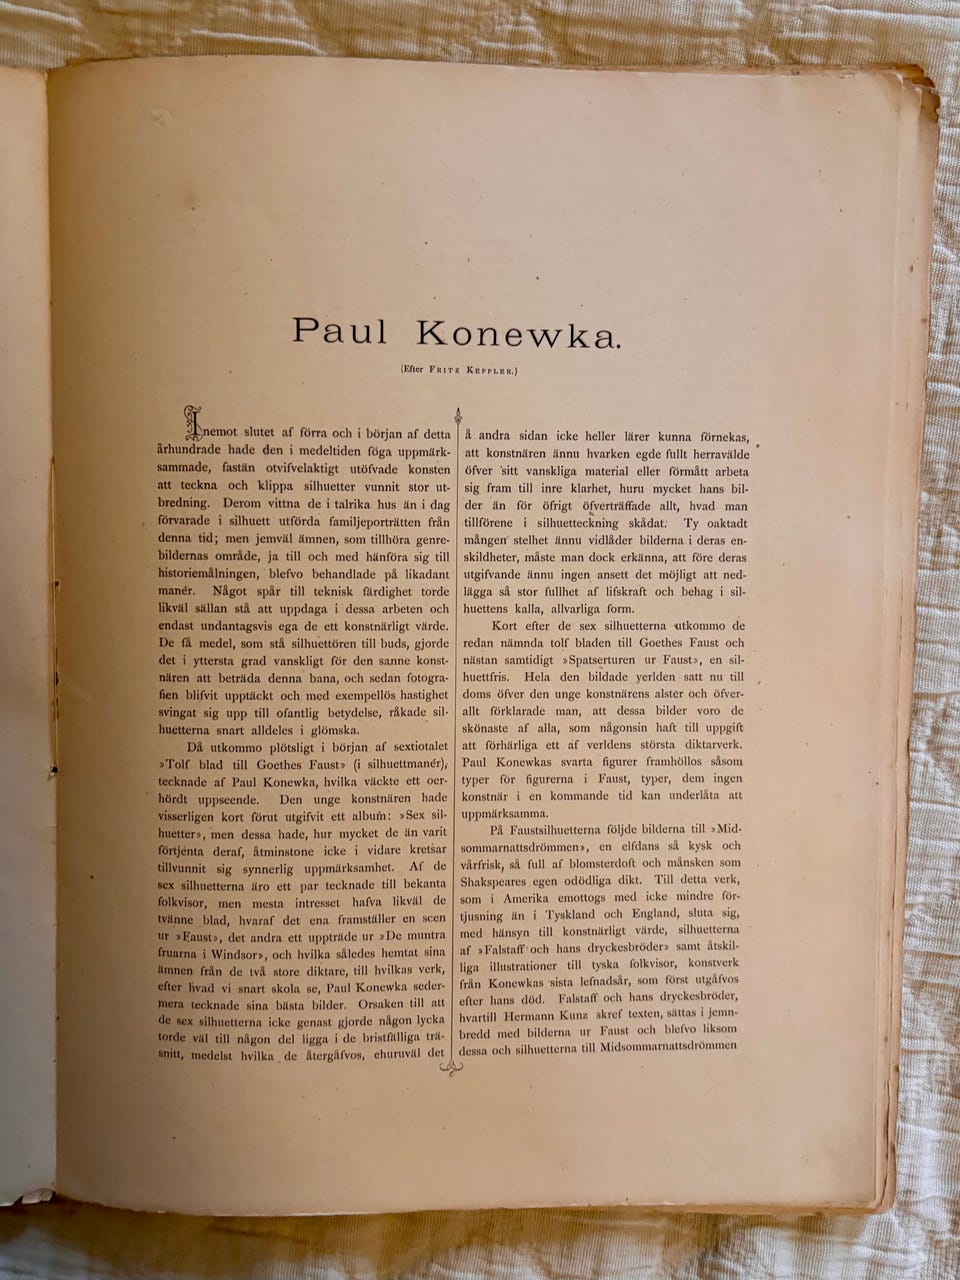 Paul Konewka.
(Efter FRITZ KEPPLER.)
Inemot slutet af förra och i början af detta
århundrade hade den i medeltiden föga uppmärk-
sammade, fastän otvifvelaktigt utöfvade konsten
att teckna och klippa silhuetter vunnit stor ut-
bredning. Derom vittna de i talrika hus än i dag
förvarade i silhuett utförda familjeporträtten från
denna tid; men jemväl ämnen, som tillhöra genre-
bildernas område, ja till och med hänföra sig till
historiemålningen, blefvo behandlade på likadant
manér. Något spår till teknisk färdighet torde
likväl sällan stå att uppdaga i dessa arbeten och
endast undantagsvis ega de ett konstnärligt värde.
De få medel, som stå silhuettören till buds, gjorde
det i yttersta grad vanskligt för den sanne konst-
nären att beträda denna bana, och sedan fotogra-
fien blifvit upptäckt och med exempellös hastighet
svingat sig upp till ofantlig betydelse, råkade sil-
huetterna snart alldeles i glömska.
Då utkommo plötsligt i början af sextiotalet
»Tolf blad till Goethes Faust» (i silhuettmanér),
tecknade af Paul Konewka, hvilka väckte ett oer-
hördt uppseende. Den unge konstnären hade
visserligen kort förut utgifvit ett album: »Sex sil-
huetter», men dessa hade, hur mycket de än varit
förtjenta deraf, åtminstone icke i vidare kretsar
tillvunnit sig synnerlig uppmärksamhet. Af de
sex silhuetterna äro ett par tecknade till bekanta
folkvisor, men mesta intresset hafva likväl de
tvänne blad, hvaraf det ena framställer en scen
ur »Faust», det andra ett uppträde ur »De muntra
fruarna i Windsor», och hvilka således hemtat sina
ämnen från de två store diktare, till hvilkas verk,
efter hvad vi snart skola se, Paul Konewka seder-
mera tecknade sina bästa bilder. Orsaken till att
de sex silhuetterna icke genast gjorde någon lycka
torde väl till någon del ligga i de bristfälliga trä-
snitt, medelst hvilka de återgåfvos, churuväl det
å andra sidan icke heller lärer kunna förnekas,
att konstnären ännu hvarken egde fullt herravälde
öfver sitt vanskliga material eller förmått arbeta
sig fram till inre klarhet, huru mycket hans bil-
der än för öfrigt öfverträffade allt, hvad man
tillförene i silhuetteckning skådat. Ty oaktadt
mången stelhet ännu vidlåder bilderna i deras en-
skildheter, måste man dock erkänna, att före deras
utgifvande ännu ingen ansett det möjligt att ned-
lägga så stor fullhet af lifskraft och behag i sil-
huettens kalla, allvarliga form.
Kort efter de sex silhuetterna utkommo de
redan nämnda tolf bladen till Goethes Faust och
nästan samtidigt »Spatserturen ur Faust», en sil-
huettfris. Hela den bildade verlden satt nu till
doms öfver den unge konstnärens alster och öfver-
allt förklarade man, att dessa bilder voro de
skönaste af alla, som någonsin haft till uppgift
att förhärliga ett af verldens största diktarverk.
Paul Konewkas svarta figurer framhöllos såsom
typer för figurerna i Faust, typer, dem ingen
konstnär i en kommande tid kan underlåta att
uppmärksamma.
På Faustsilhuetterna följde bilderna till »Mid-
sommarnattsdrömmen», en elfdans så kysk och
vårfrisk, så full af blomsterdoft och månsken som
Shakspeares egen odödliga dikt. Till detta verk,
som i Amerika emottogs med icke mindre för-
tjusning än i Tyskland och England, sluta sig,
med hänsyn till konstnärligt värde, silhuetterna
af »Falstaff och hans dryckesbröder» samt åtskil-
liga illustrationer till tyska folkvisor, konstverk
från Konewkas sista lefnadsår, som först utgåfvos
efter hans död. Falstaff och hans dryckesbröder,
hvartill Hermann Kunz skref texten, sättas i jemn-
bredd med bilderna ur Faust och blefvo liksom
dessa och silhuetterna till Midsommarnattsdrömmen